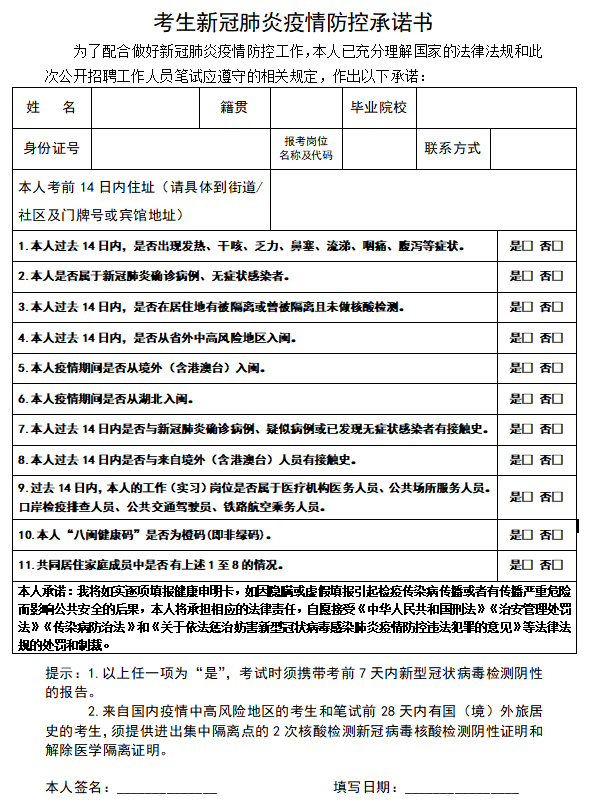 考生新冠肺炎疫情防控承诺书
为了配合做好新冠肺炎疫情防控工作，本人已充分理解国家的法律法规和此
次公开招聘工作人员笔试应遵守的相关规定，作出以下承诺：
姓 名 籍贯 毕业院校
身份证号 报考岗位 联系方式
名称及代码
本人考前 14 日内住址（请具体到街道/
社区及门牌号或宾馆地址）
1.本人过去14日内，是否出现发热、干咳、乏力、鼻塞、流涕、咽痛、腹泻等症状。 是□ 否□
2.本人是否属于新冠肺炎确诊病例、无症状感染者。 是□ 否□
3.本人过去14日内，是否在居住地有被隔离或曾被隔离且未做核酸检测。 是□ 否□
4.本人过去14日内，是否从省外中高风险地区入闽。 是□ 否□
5.本人疫情期间是否从境外（含港澳台）入闽。 是□ 否□
6.本人疫情期间是否从湖北入闽。 是□ 否□
7.本人过去14日内是否与新冠肺炎确诊病例、疑似病例或已发现无症状感染者有接触史。 是□ 否□
8.本人过去14日内是否与来自境外（含港澳台）人员有接触史。 是□ 否□
9.过去14日内，本人的工作（实习）岗位是否属于医疗机构医务人员、公共场所服务人员、
口岸检疫排查人员、公共交通驾驶员、铁路航空乘务人员。 是□ 否□
10.本人“八闽健康码”是否为橙码(即非绿码)。 是□ 否□
11.共同居住家庭成员中是否有上述1至8的情况。 是□ 否□
本人承诺：我将如实逐项填报健康申明卡，如因隐瞒或虚假填报引起检疫传染病传播或者有传播严重危险
而影响公共安全的后果，本人将承担相应的法律责任，自愿接受《中华人民共和国刑法》《治安管理处罚
法》《传染病防治法》和《关于依法惩治妨害新型冠状病毒感染肺炎疫情防控违法犯罪的意见》等法律法
规的处罚和制裁。
提示：1.以上任一项为“是”，考试时须携带考前 7 天内新型冠状病毒检测阴性
的报告。
2.来自国内疫情中高风险地区的考生和笔试前 28 天内有国（境）外旅居
史的考生，须提供进出集中隔离点的 2 次核酸检测新冠病毒核酸检测阴性证明和
解除医学隔离证明。
本人签名：______________ 填写日期：________________